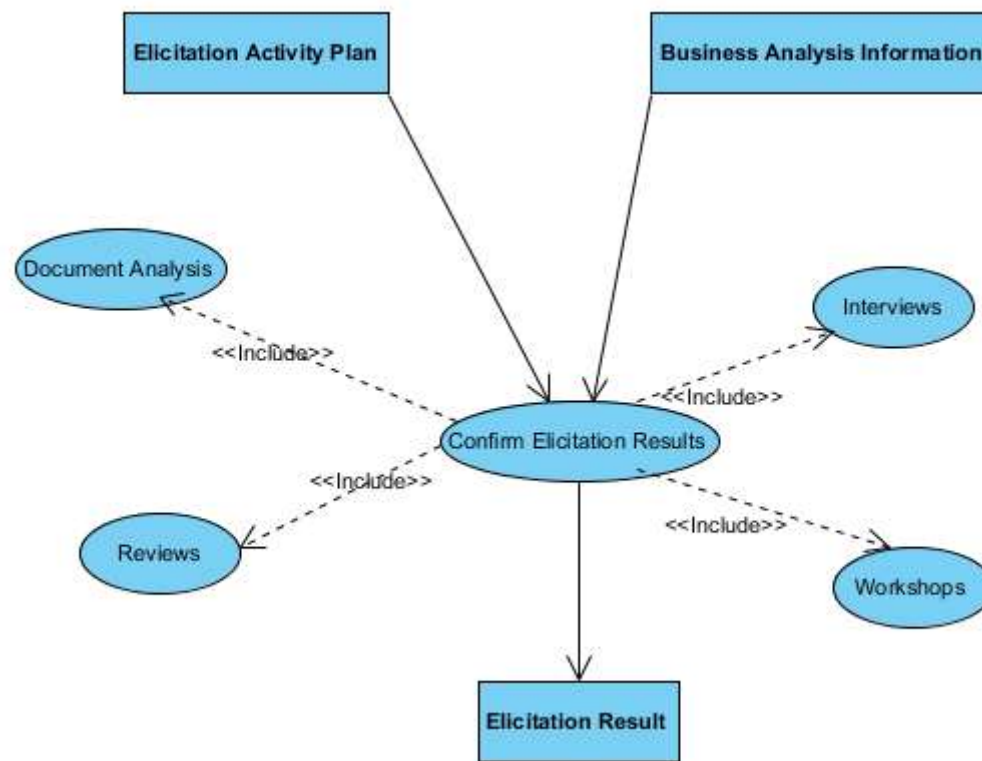 Elicitation Activity Plan
Business Analysis Information
Document Analysis
Interviews
<<Include>>
<<Include>>
Confirm Elicitation Results
<<Include>>
<<Include>>
Reviews
Workshops
Elicitation Result